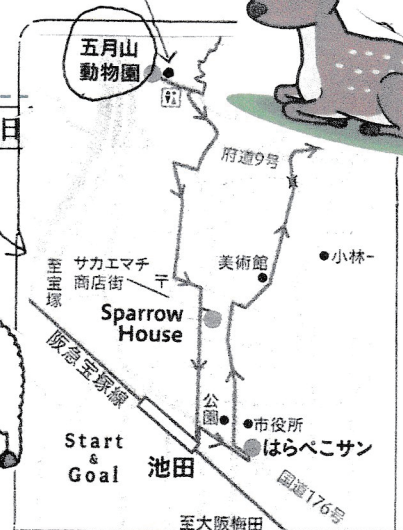 五月山
動物園
日
府道9号
至宝塚
サカエマチ
商店街
〒
美術館
小林一
Sparrow
House
阪急宝塚線
公園
市役所
はらぺこサン
Start
&
Goal
池田
国道176号
至大阪梅田